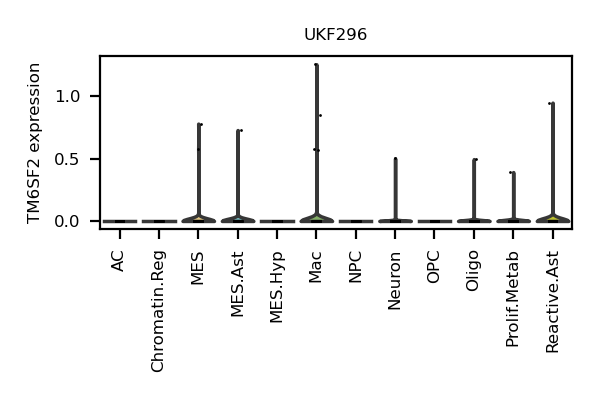 UKF296
TM6SF2 expression
1.0
0.5
0.0
AC
Chromatin.Reg
MES
MES.Ast
MES.Hyp
Mac
NPC
Neuron
OPC
Oligo
Prolif.Metab
Reactive.Ast